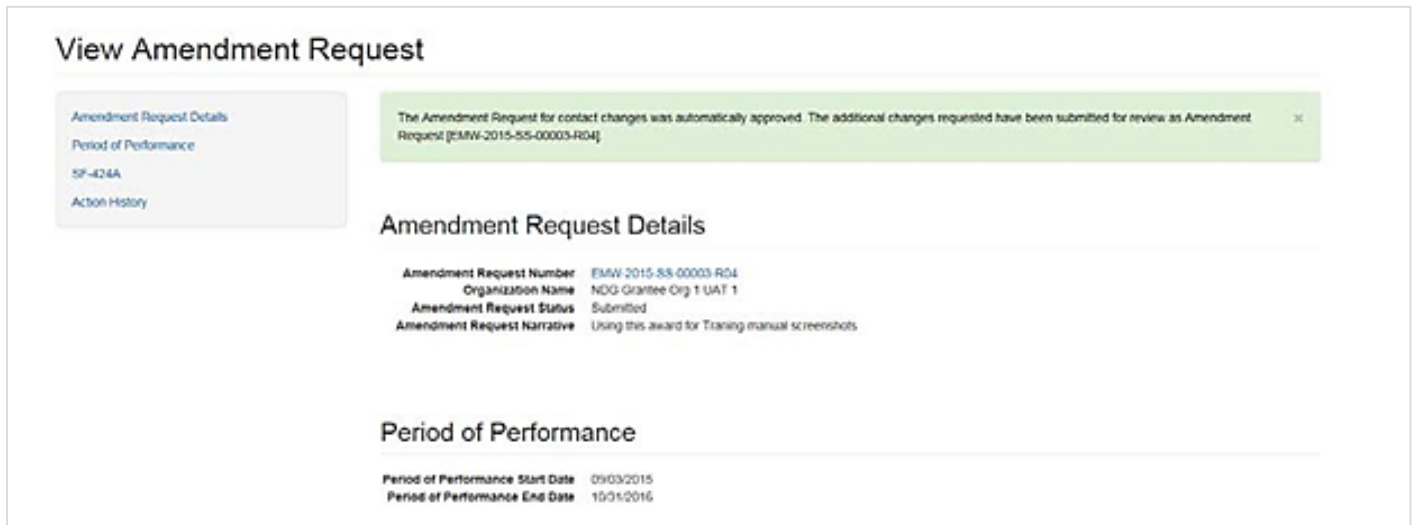 View Amendment Request
Amendment Request Details
Period of Performance
SF-424A
Action History
The Amendment Request for contact changes was automatically approved. The additional changes requested have been submitted for review as Amendment
Request [EMW-2015-SS-00003-R04]
×
Amendment Request Details
Amendment Request Number EMW-2015-SS-00003-R04
Organization Name NDG Grantee Org 1 UAT 1
Amendment Request Status Submitted
Amendment Request Narrative Using this award for Traning manual screenshots
Period of Performance
Period of Performance Start Date 09/03/2015
Period of Performance End Date 10/31/2016